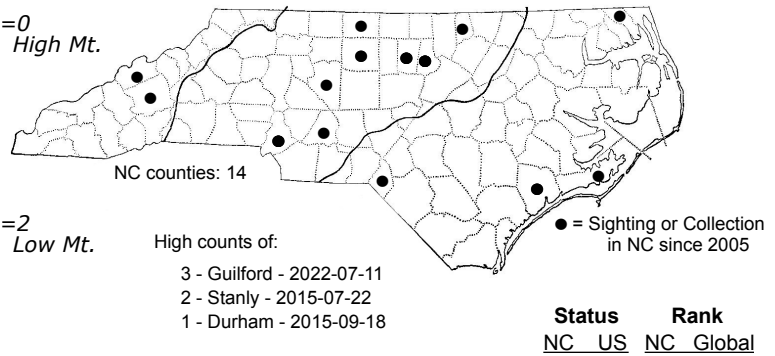 =0
High Mt.
NC counties: 14
=2
Low Mt.
High counts of:
3 - Guilford - 2022-07-11
2 - Stanly - 2015-07-22
1 - Durham - 2015-09-18
● = Sighting or Collection
in NC since 2005
Status Rank
NC US NC Global